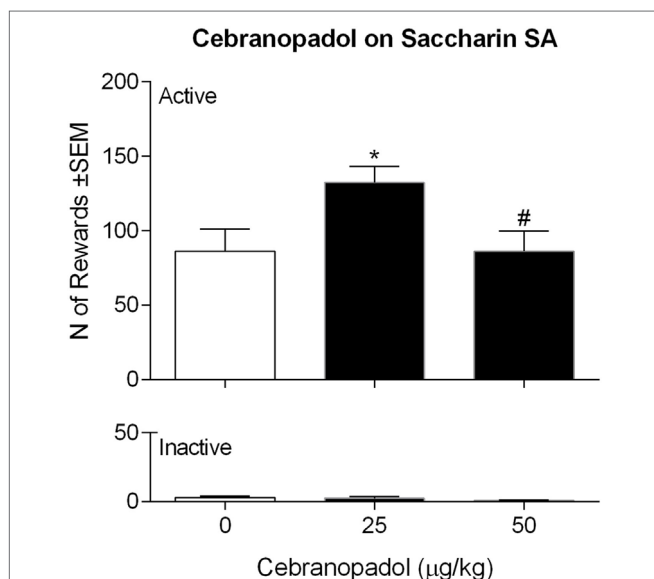 Cebranopadol on Saccharin SA
200
Active
150
*
100
#
50
0
N of Rewards ±SEM
50
Inactive
0
0 25 50
Cebranopadol (μg/kg)